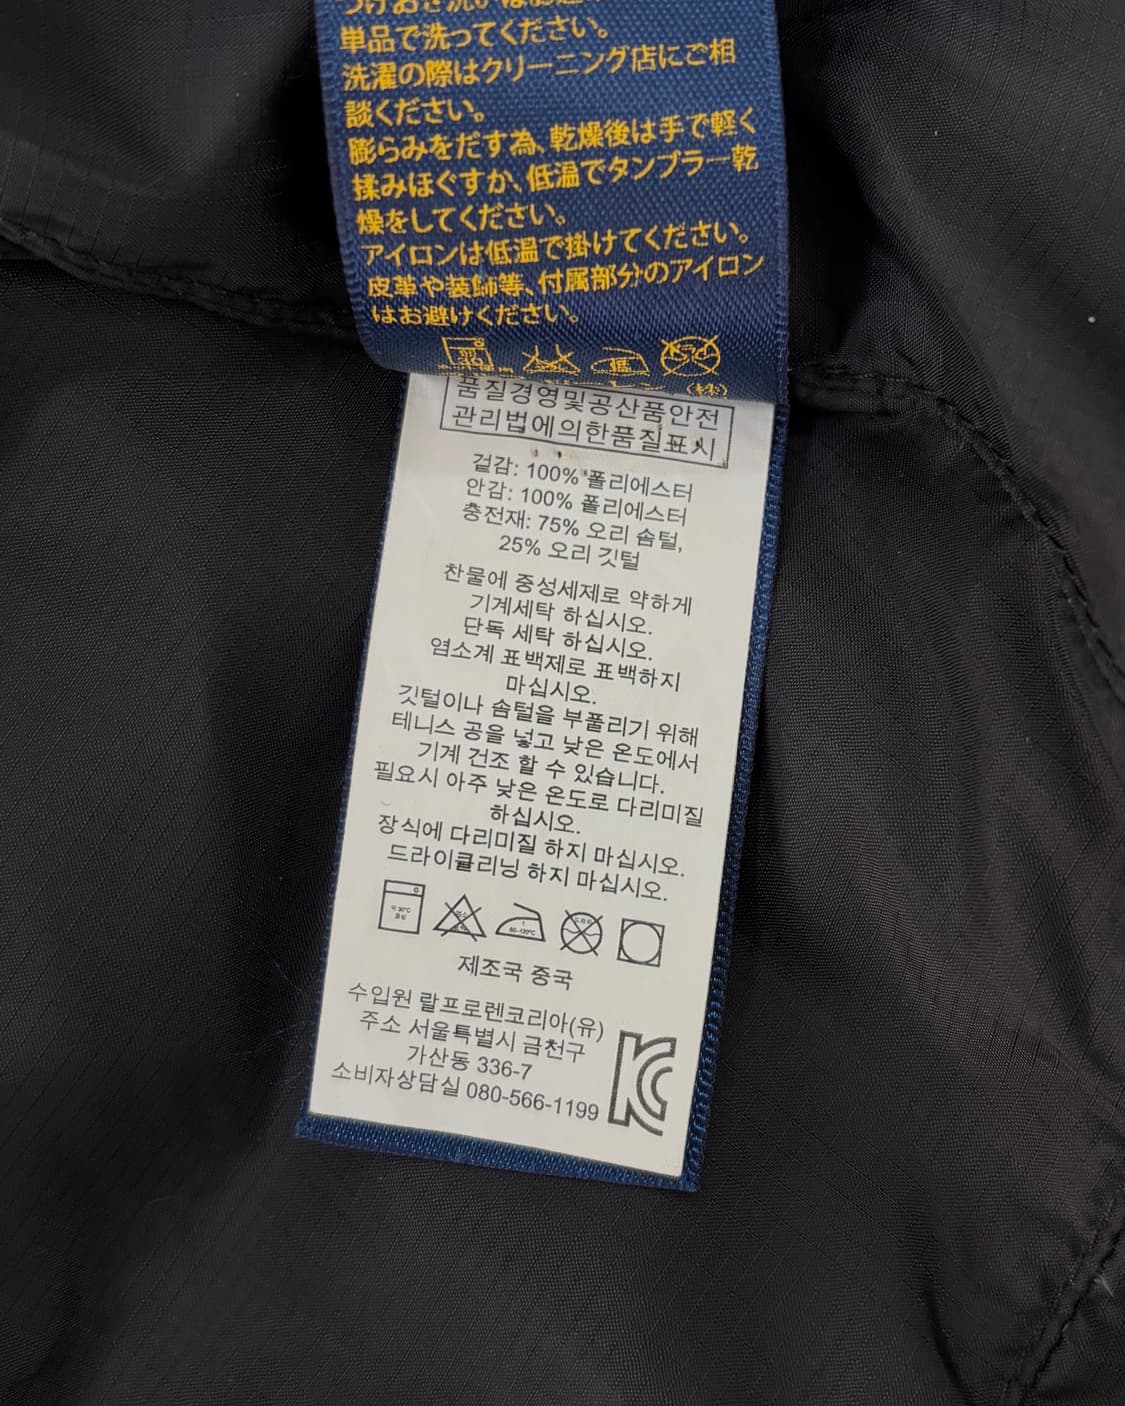 単品で洗ってください。
洗濯の際はクリーニング店にご相
談ください。
膨らみをだす為、乾燥後は手で軽く
揉みほぐすか、低温でタンブラー乾
燥をしてください。
アイロンは低温で掛けてください。
皮革や装飾等、付属部分のアイロン
はお避けください。
低
品質경영및공산품안전
관리법에의한품질표시
겉감: 100% 폴리에스터
안감: 100% 폴리에스터
충전재: 75% 오리 솜털,
25% 오리 깃털
찬물에 중성세제로 약하게
기계세탁 하십시오.
단독 세탁 하십시오.
염소계 표백제로 표백하지
마십시오.
깃털이나 솜털을 부풀리기 위해
테니스 공을 넣고 낮은 온도에서
기계 건조 할 수 있습니다.
필요시 아주 낮은 온도로 다리미질
하십시오.
장식에 다리미질 하지 마십시오.
드라이클리닝 하지 마십시오.
약 30°C
중성
염소
표백
드라이
80~120°C
제조국 중국
수입원 랄프로렌코리아(유)
주소 서울특별시 금천구
가산동 336-7
소비자상담실 080-566-1199